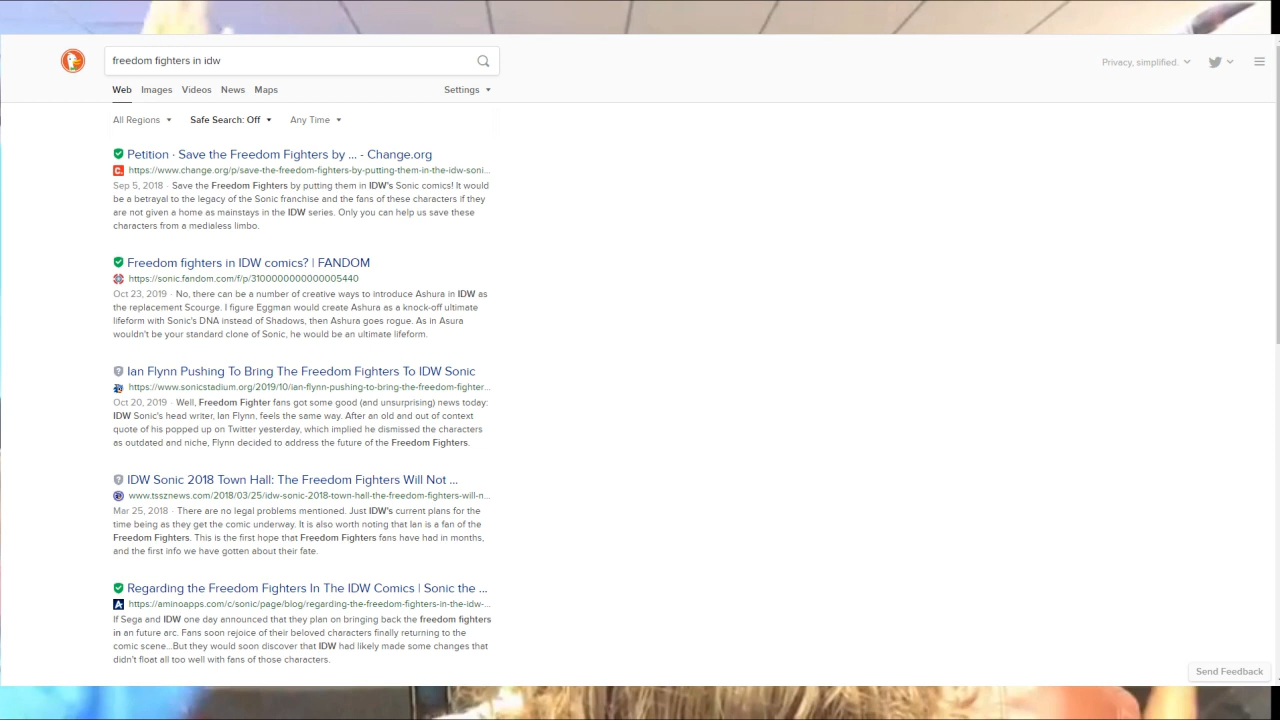 freedom fighters in idw
Privacy, simplified.
Web Images Videos News Maps Settings
All Regions Safe Search: Off Any Time
Petition · Save the Freedom Fighters by ... - Change.org
https://www.change.org/p/save-the-freedom-fighters-by-putting-them-in-the-idw-soni...
Sep 5, 2018 · Save the Freedom Fighters by putting them in IDW's Sonic comics! It would
be a betrayal to the legacy of the Sonic franchise and the fans of these characters if they
are not given a home as mainstays in the IDW series. Only you can help us save these
characters from a medialess limbo.
Freedom fighters in IDW comics? | FANDOM
https://sonic.fandom.com/f/p/3100000000000005440
Oct 23, 2019 · No, there can be a number of creative ways to introduce Ashura in IDW as
the replacement Scourge. I figure Eggman would create Ashura as a knock-off ultimate
lifeform with Sonic's DNA instead of Shadows, then Ashura goes rogue. As in Asura
wouldn't be your standard clone of Sonic, he would be an ultimate lifeform.
Ian Flynn Pushing To Bring The Freedom Fighters To IDW Sonic
https://www.sonicstadium.org/2019/10/ian-flynn-pushing-to-bring-the-freedom-fighter...
Oct 20, 2019 · Well, Freedom Fighter fans got some good (and unsurprising) news today:
IDW Sonic's head writer, Ian Flynn, feels the same way. After an old and out of context
quote of his popped up on Twitter yesterday, which implied he dismissed the characters
as outdated and niche, Flynn decided to address the future of the Freedom Fighters.
IDW Sonic 2018 Town Hall: The Freedom Fighters Will Not ...
www.tssznews.com/2018/03/25/idw-sonic-2018-town-hall-the-freedom-fighters-will-n...
Mar 25, 2018 · There are no legal problems mentioned. Just IDW's current plans for the
time being as they get the comic underway. It is also worth noting that Ian is a fan of the
Freedom Fighters. This is the first hope that Freedom Fighters fans have had in months,
and the first info we have gotten about their fate.
Regarding the Freedom Fighters In The IDW Comics | Sonic the ...
https://aminoapps.com/c/sonic/page/blog/regarding-the-freedom-fighters-in-the-idw-...
If Sega and IDW one day announced that they plan on bringing back the freedom fighters
in an future arc. Fans soon rejoice of their beloved characters finally returning to the
comic scene...But they would soon discover that IDW had likely made some changes that
didn't float all too well with fans of those characters.
Send Feedback